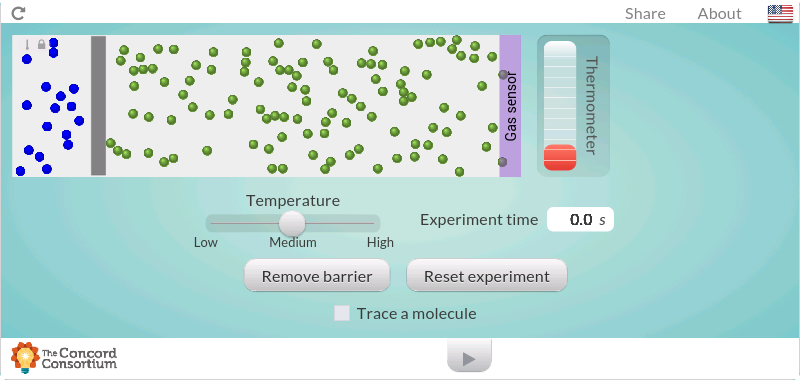 Share About
Gas sensor
Thermometer
Temperature
Low Medium High
Experiment time 0.0 s
Remove barrier Reset experiment
Trace a molecule
The Concord
Consortium